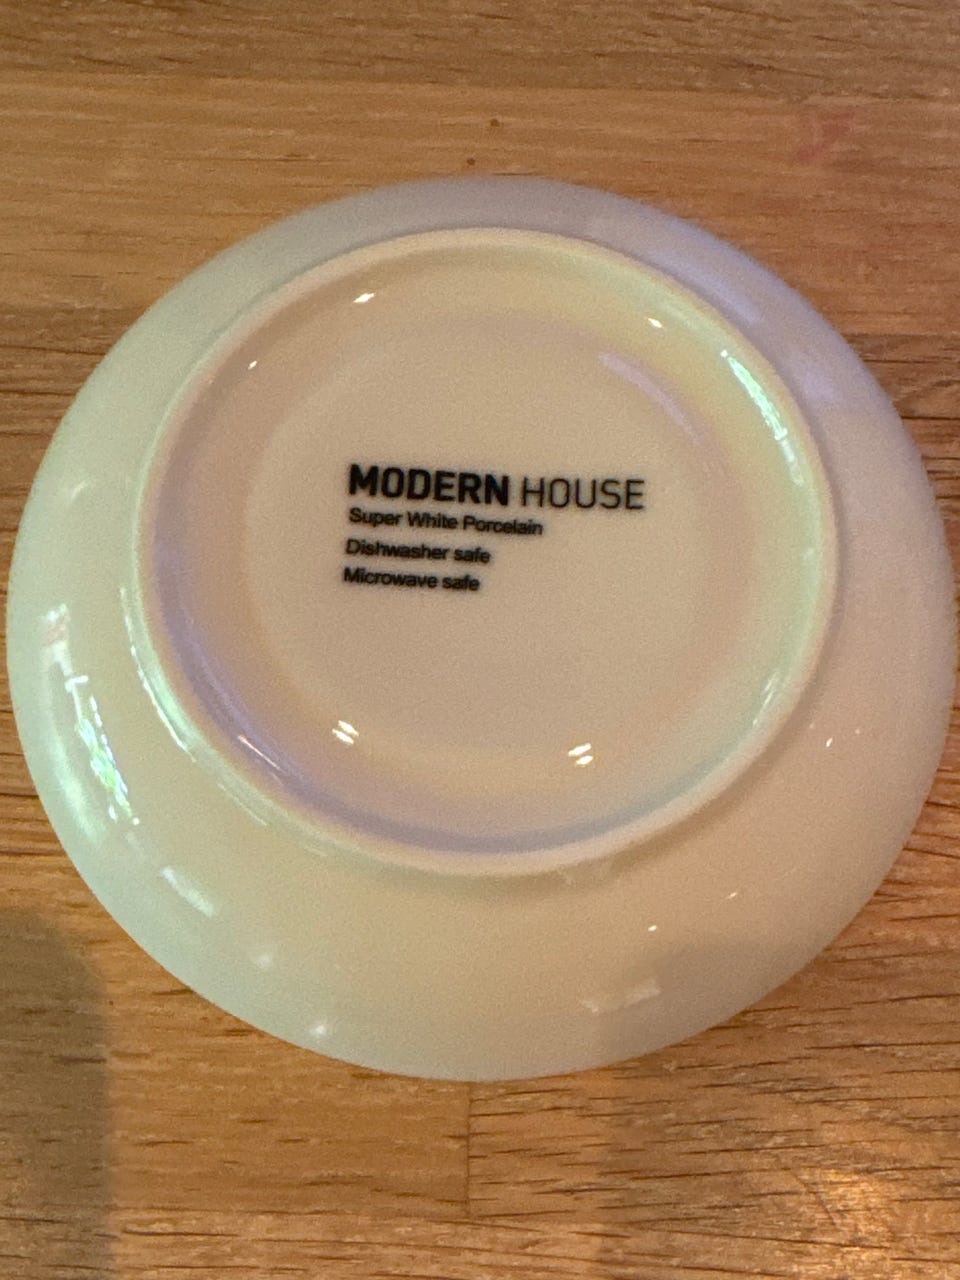 MODERN HOUSE
Super White Porcelain
Dishwasher safe
Microwave safe